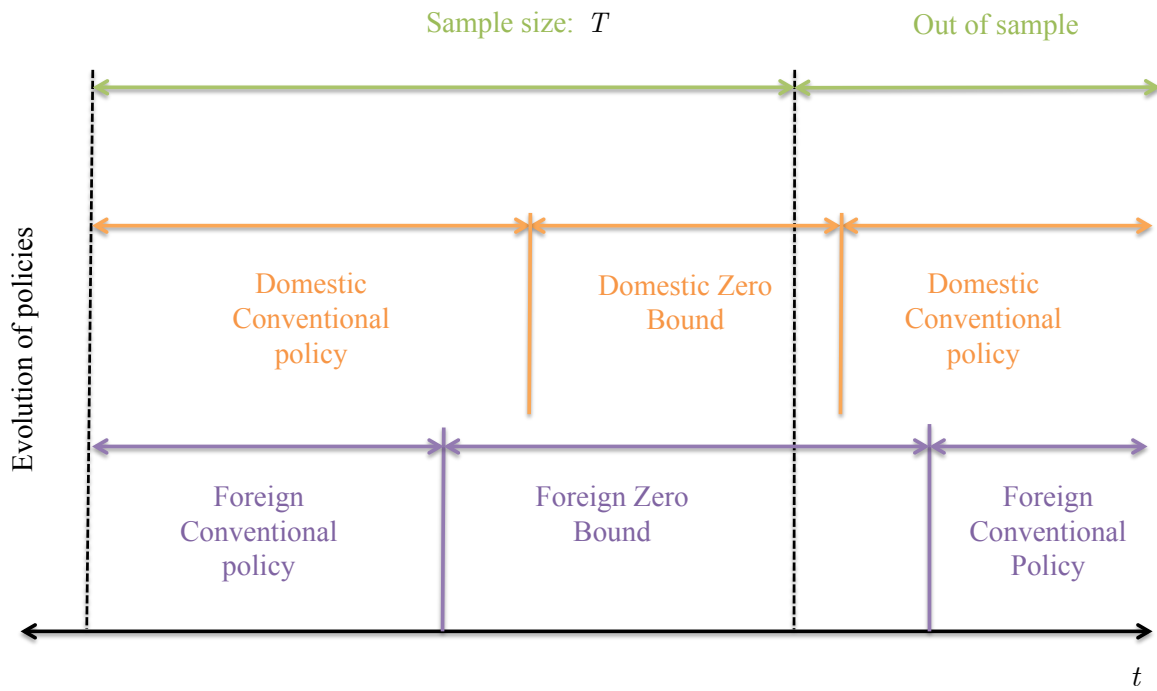 Sample size: T
Out of sample
Evolution of policies
Domestic
Conventional
policy
Domestic Zero
Bound
Domestic
Conventional
policy
Foreign
Conventional
policy
Foreign Zero
Bound
Foreign
Conventional
Policy
t